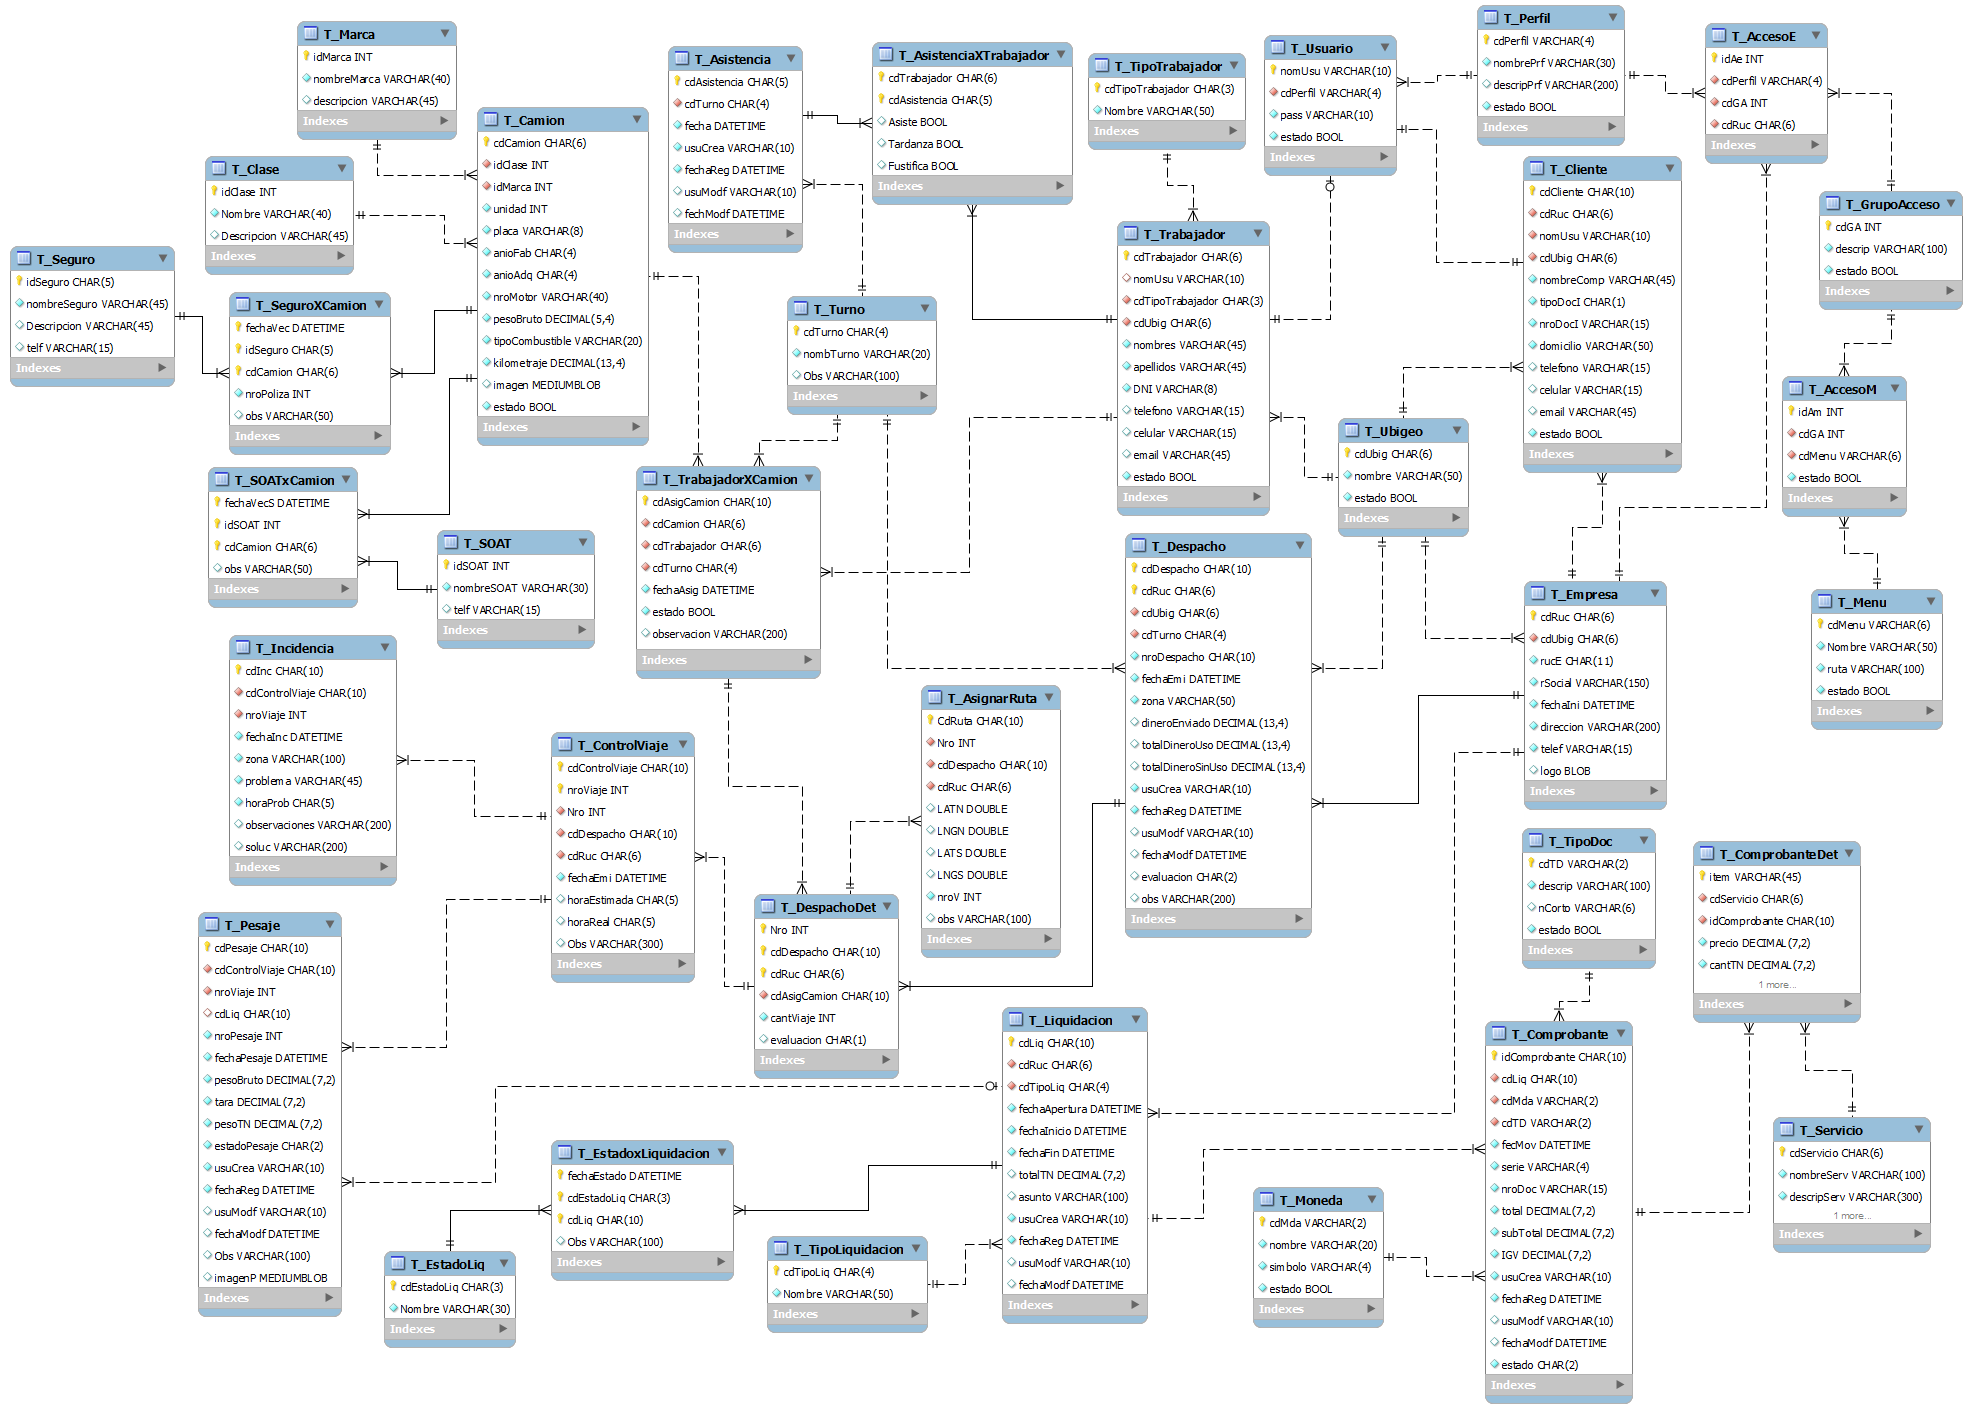 T_Marca
idMarca INT
nombreMarca VARCHAR(40)
descripcion VARCHAR(45)
Indexes
T_Clase
idClase INT
Nombre VARCHAR(40)
Descripcion VARCHAR(45)
Indexes
T_Seguro
idSeguro CHAR(5)
nombreSeguro VARCHAR(45)
Descripcion VARCHAR(45)
telf VARCHAR(15)
Indexes
T_SeguroXCamion
fechaVec DATETIME
idSeguro CHAR(5)
cdCamion CHAR(6)
nroPoliza INT
obs VARCHAR(50)
Indexes
T_Camion
cdCamion CHAR(6)
idClase INT
idMarca INT
unidad INT
placa VARCHAR(8)
anioFab CHAR(4)
anioAdq CHAR(4)
nroMotor VARCHAR(40)
pesoBruto DECIMAL(5,4)
tipoCombustible VARCHAR(20)
kilometraje DECIMAL(13,4)
imagen MEDIUMBLOB
estado BOOL
Indexes
T_SOATxCamion
fechaVecS DATETIME
idSOAT INT
cdCamion CHAR(6)
obs VARCHAR(50)
Indexes
T_SOAT
idSOAT INT
nombreSOAT VARCHAR(30)
telf VARCHAR(15)
Indexes
T_Asistencia
cdAsistencia CHAR(5)
cdTurno CHAR(4)
fecha DATETIME
usuCrea VARCHAR(10)
fechaReg DATETIME
usuModf VARCHAR(10)
fechModf DATETIME
Indexes
T_AsistenciaXTrabajador
cdTrabajador CHAR(6)
cdAsistencia CHAR(5)
Asiste BOOL
Tardanza BOOL
Fustifica BOOL
Indexes
T_TipoTrabajador
cdTipoTrabajador CHAR(3)
Nombre VARCHAR(50)
Indexes
T_Usuario
nomUsu VARCHAR(10)
cdPerfil VARCHAR(4)
pass VARCHAR(10)
estado BOOL
Indexes
T_Perfil
cdPerfil VARCHAR(4)
nombrePrf VARCHAR(30)
descripPrf VARCHAR(200)
estado BOOL
Indexes
T_AccesoE
idAe INT
cdPerfil VARCHAR(4)
cdGA INT
cdRuc CHAR(6)
Indexes
T_GrupoAcceso
cdGA INT
descrip VARCHAR(100)
estado BOOL
Indexes
T_AccesoM
idAm INT
cdGA INT
cdMenu VARCHAR(6)
estado BOOL
Indexes
T_Menu
cdMenu VARCHAR(6)
Nombre VARCHAR(50)
ruta VARCHAR(100)
estado BOOL
Indexes
T_Cliente
cdCliente CHAR(10)
cdRuc CHAR(6)
nomUsu VARCHAR(10)
cdUbig CHAR(6)
nombreComp VARCHAR(45)
tipoDocI CHAR(1)
nroDocI VARCHAR(15)
domicilio VARCHAR(50)
telefono VARCHAR(15)
celular VARCHAR(15)
email VARCHAR(45)
estado BOOL
Indexes
T_Trabajador
cdTrabajador CHAR(6)
nomUsu VARCHAR(10)
cdTipoTrabajador CHAR(3)
cdUbig CHAR(6)
nombres VARCHAR(45)
apellidos VARCHAR(45)
DNI VARCHAR(8)
telefono VARCHAR(15)
celular VARCHAR(15)
email VARCHAR(45)
estado BOOL
Indexes
T_Turno
cdTurno CHAR(4)
nombTurno VARCHAR(20)
Obs VARCHAR(100)
Indexes
T_Ubigeo
cdUbig CHAR(6)
nombre VARCHAR(50)
estado BOOL
Indexes
T_TrabajadorXCamion
cdAsigCamion CHAR(10)
cdCamion CHAR(6)
cdTrabajador CHAR(6)
cdTurno CHAR(4)
fechaAsig DATETIME
estado BOOL
observacion VARCHAR(200)
Indexes
T_Despacho
cdDespacho CHAR(10)
cdRuc CHAR(6)
cdUbig CHAR(6)
cdTurno CHAR(4)
nroDespacho CHAR(10)
fechaEmi DATETIME
zona VARCHAR(50)
dineroEnviado DECIMAL(13,4)
totalDineroUso DECIMAL(13,4)
totalDineroSinUso DECIMAL(13,4)
usuCrea VARCHAR(10)
fechaReg DATETIME
usuModf VARCHAR(10)
fechaModf DATETIME
evaluacion CHAR(2)
obs VARCHAR(200)
Indexes
T_Empresa
cdRuc CHAR(6)
cdUbig CHAR(6)
rucE CHAR(11)
rSocial VARCHAR(150)
fechaIni DATETIME
direccion VARCHAR(200)
telef VARCHAR(15)
logo BLOB
Indexes
T_Incidencia
cdInc CHAR(10)
cdControlViaje CHAR(10)
nroViaje INT
fechaInc DATETIME
zona VARCHAR(100)
problema VARCHAR(45)
horaProb CHAR(5)
observaciones VARCHAR(200)
soluc VARCHAR(200)
Indexes
T_ControlViaje
cdControlViaje CHAR(10)
nroViaje INT
Nro INT
cdDespacho CHAR(10)
cdRuc CHAR(6)
fechaEmi DATETIME
horaEstimada CHAR(5)
horaReal CHAR(5)
Obs VARCHAR(300)
Indexes
T_AsignarRuta
CdRuta CHAR(10)
Nro INT
cdDespacho CHAR(10)
cdRuc CHAR(6)
LATN DOUBLE
LNGN DOUBLE
LATS DOUBLE
LNGS DOUBLE
nroV INT
obs VARCHAR(100)
Indexes
T_DespachoDet
Nro INT
cdDespacho CHAR(10)
cdRuc CHAR(6)
cdAsigCamion CHAR(10)
cantViaje INT
evaluacion CHAR(1)
Indexes
T_Pesaje
cdPesaje CHAR(10)
cdControlViaje CHAR(10)
nroViaje INT
cdLiq CHAR(10)
nroPesaje INT
fechaPesaje DATETIME
pesoBruto DECIMAL(7,2)
tara DECIMAL(7,2)
pesoTN DECIMAL(7,2)
estadoPesaje CHAR(2)
usuCrea VARCHAR(10)
fechaReg DATETIME
usuModf VARCHAR(10)
fechaModf DATETIME
Obs VARCHAR(100)
imagenP MEDIUMBLOB
Indexes
T_TipoDoc
cdTD VARCHAR(2)
descrip VARCHAR(100)
nCorto VARCHAR(6)
estado BOOL
Indexes
T_ComprobanteDet
item VARCHAR(45)
cdServicio CHAR(6)
idComprobante CHAR(10)
precio DECIMAL(7,2)
cantTN DECIMAL(7,2)
1 more...
Indexes
T_Liquidacion
cdLiq CHAR(10)
cdRuc CHAR(6)
cdTipoLiq CHAR(4)
fechaApertura DATETIME
fechaInicio DATETIME
fechaFin DATETIME
totalTN DECIMAL(7,2)
asunto VARCHAR(100)
usuCrea VARCHAR(10)
fechaReg DATETIME
usuModf VARCHAR(10)
fechaModf DATETIME
Indexes
T_Comprobante
idComprobante CHAR(10)
cdLiq CHAR(10)
cdMda VARCHAR(2)
cdTD VARCHAR(2)
fecMov DATETIME
serie VARCHAR(4)
nroDoc VARCHAR(15)
total DECIMAL(7,2)
subTotal DECIMAL(7,2)
IGV DECIMAL(7,2)
usuCrea VARCHAR(10)
fechaReg DATETIME
usuModf VARCHAR(10)
fechaModf DATETIME
estado CHAR(2)
Indexes
T_Servicio
cdServicio CHAR(6)
nombreServ VARCHAR(100)
descripServ VARCHAR(300)
1 more...
Indexes
T_EstadoxLiquidacion
fechaEstado DATETIME
cdEstadoLiq CHAR(3)
cdLiq CHAR(10)
Obs VARCHAR(100)
Indexes
T_EstadoLiq
cdEstadoLiq CHAR(3)
Nombre VARCHAR(30)
Indexes
T_TipoLiquidacion
cdTipoLiq CHAR(4)
Nombre VARCHAR(50)
Indexes
T_Moneda
cdMda VARCHAR(2)
nombre VARCHAR(20)
simbolo VARCHAR(4)
estado BOOL
Indexes